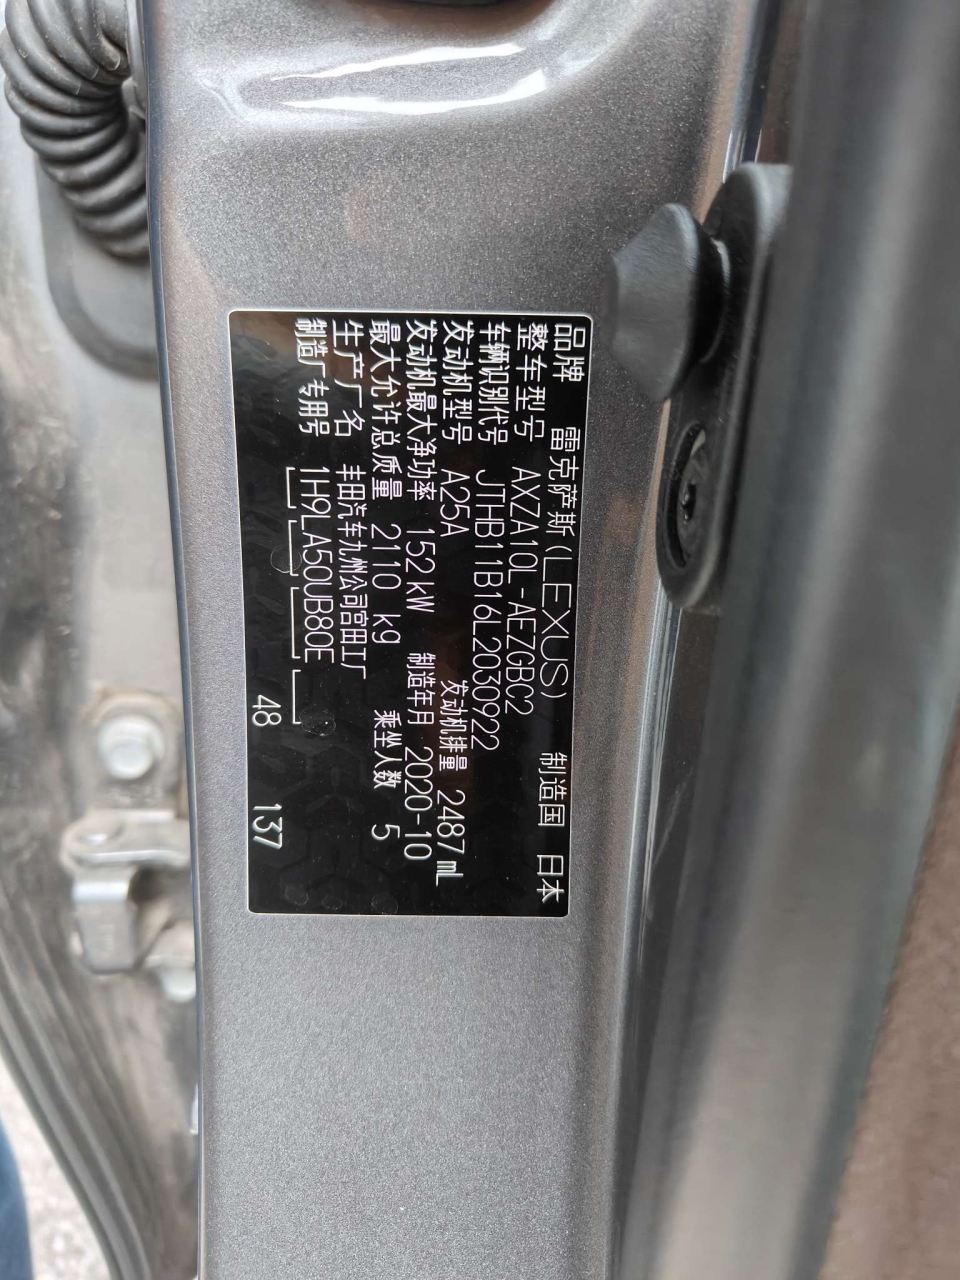 品牌 雷克萨斯(LEXUS) 制造国 日本
整车型号 AXZA10L-AEZGBC2
车辆识别代号 JTHB11B16L2030922
发动机型号 A25A 发动机排量 2487mL
发动机最大净功率 152kW 制造年月 2020-10
最大允许总质量 2110 kg 乘坐人数 5
生产厂名 丰田汽车九州公司宫田工厂
制造厂专用号 1H9LA50UB80E
48 137